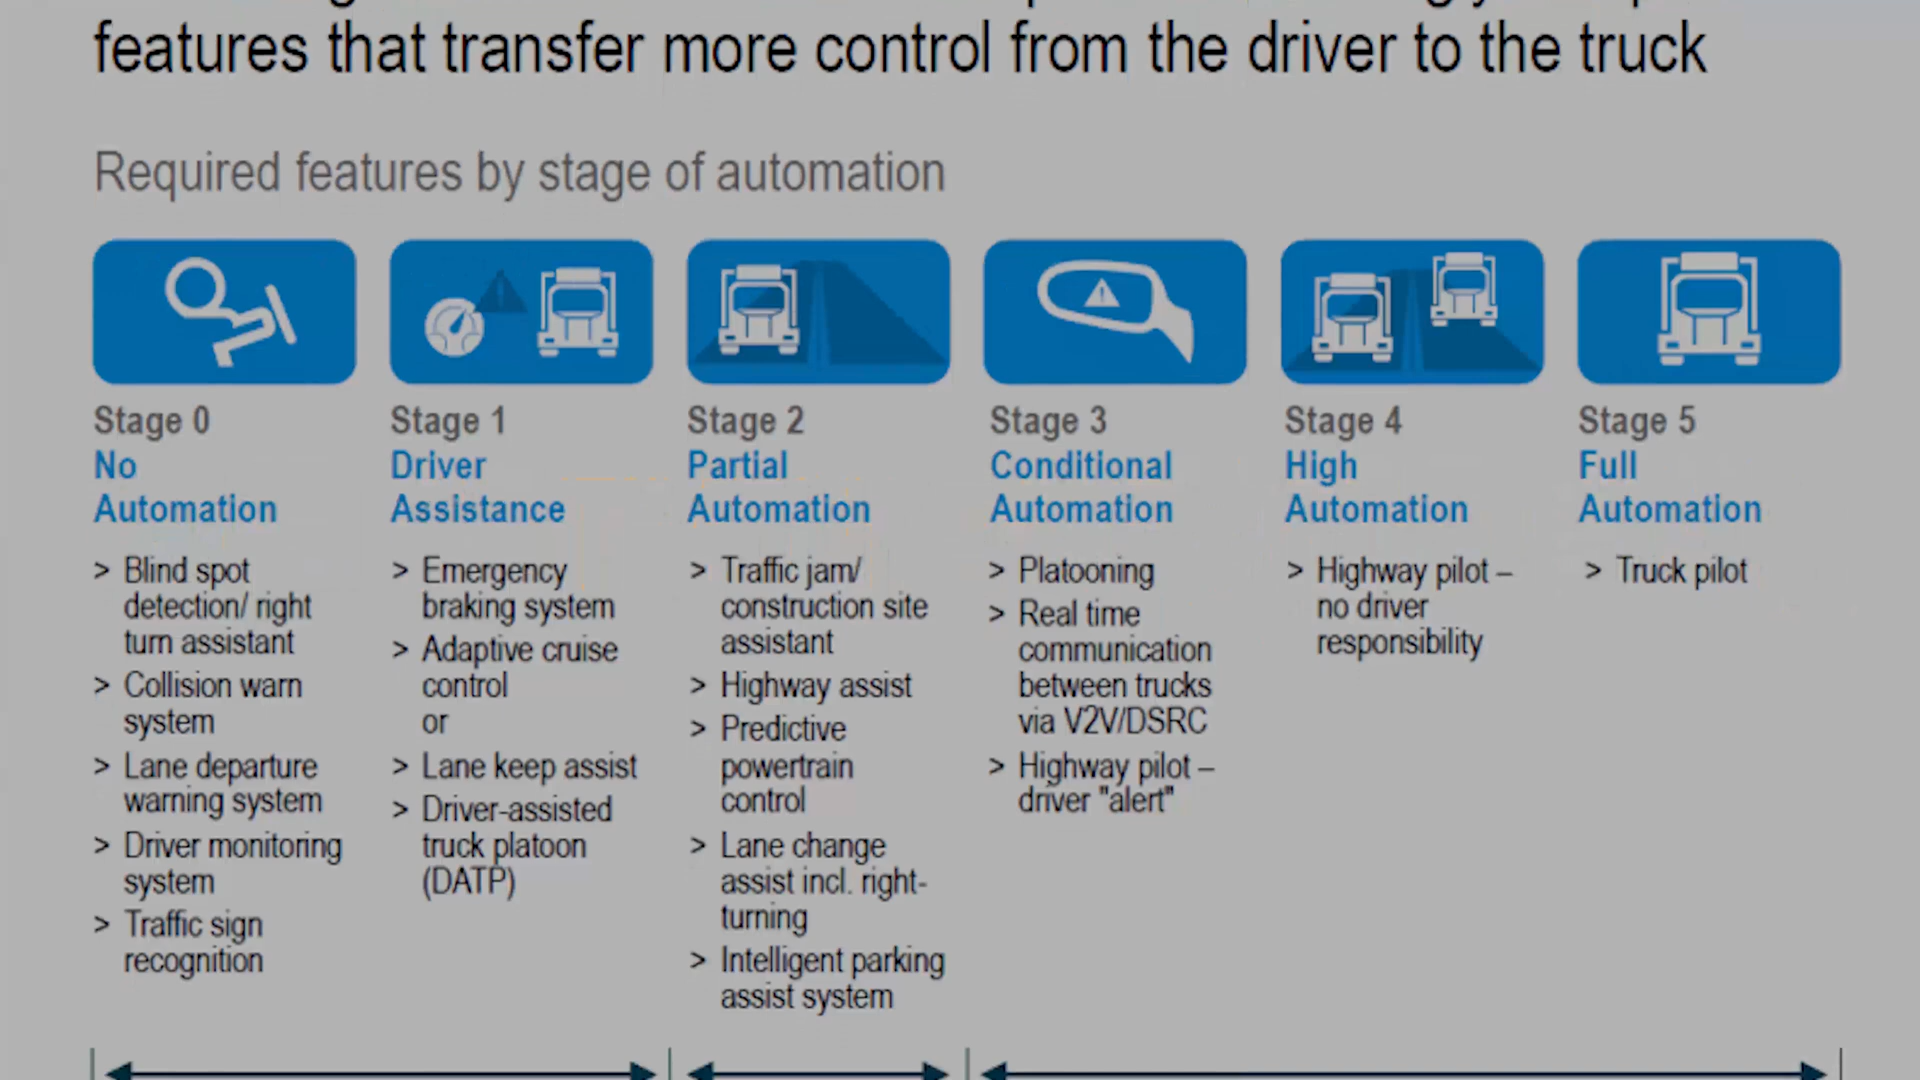 features that transfer more control from the driver to the truck
Required features by stage of automation
Stage 0
No
Automation
> Blind spot
detection/ right
turn assistant
> Collision warn
system
> Lane departure
warning system
> Driver monitoring
system
> Traffic sign
recognition
Stage 1
Driver
Assistance
> Emergency
braking system
> Adaptive cruise
control
or
> Lane keep assist
> Driver-assisted
truck platoon
(DATP)
Stage 2
Partial
Automation
> Traffic jam/
construction site
assistant
> Highway assist
> Predictive
powertrain
control
> Lane change
assist incl. right-
turning
> Intelligent parking
assist system
Stage 3
Conditional
Automation
> Platooning
> Real time
communication
between trucks
via V2V/DSRC
> Highway pilot –
driver "alert"
Stage 4
High
Automation
> Highway pilot –
no driver
responsibility
Stage 5
Full
Automation
> Truck pilot